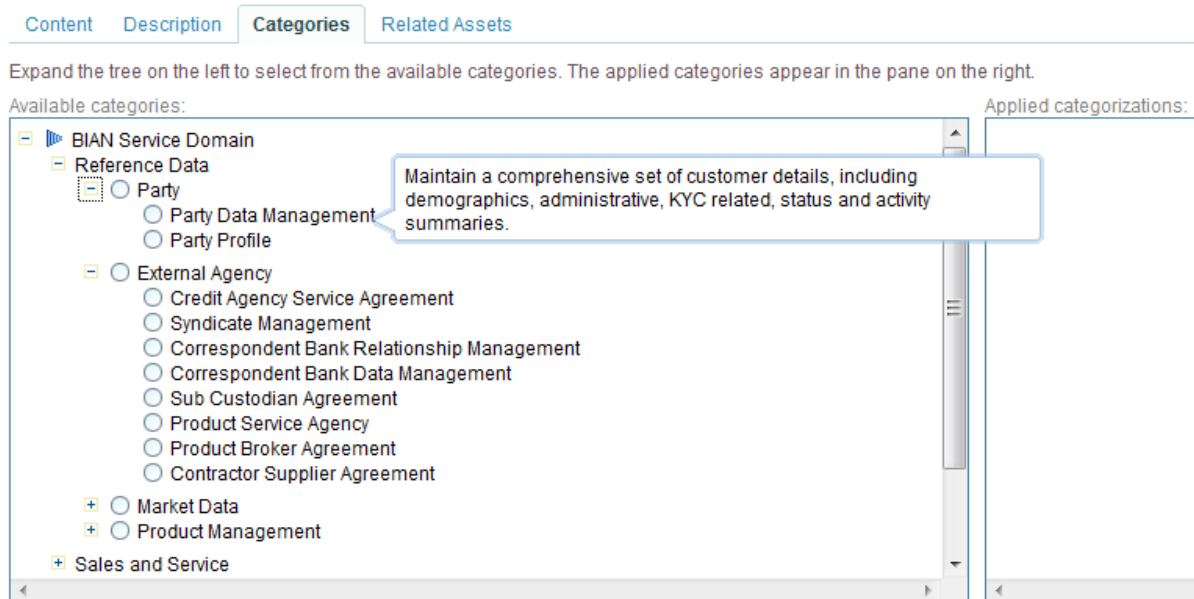 Content Description Categories Related Assets
Expand the tree on the left to select from the available categories. The applied categories appear in the pane on the right.
Available categories:
Applied categorizations:
BIAN Service Domain
Reference Data
Party
Party Data Management
Party Profile
Maintain a comprehensive set of customer details, including
demographics, administrative, KYC related, status and activity
summaries.
External Agency
Credit Agency Service Agreement
Syndicate Management
Correspondent Bank Relationship Management
Correspondent Bank Data Management
Sub Custodian Agreement
Product Service Agency
Product Broker Agreement
Contractor Supplier Agreement
Market Data
Product Management
Sales and Service